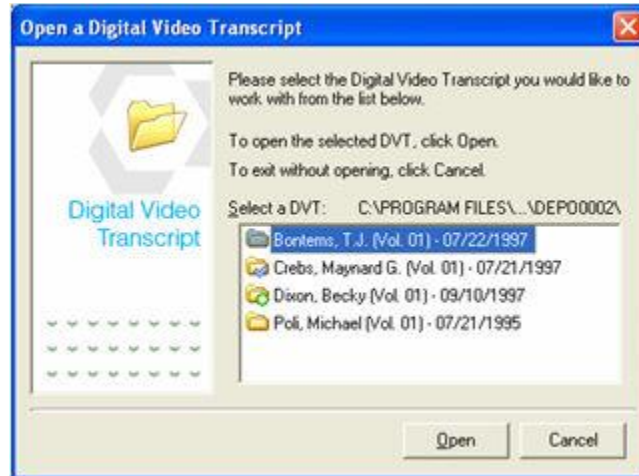 Open a Digital Video Transcript
Please select the Digital Video Transcript you would like to
work with from the list below.
To open the selected DVT, click Open.
To exit without opening, click Cancel.
Digital Video
Transcript
Select a DVT: C:\PROGRAM FILES\...\DEPO0002\
Bontems, T.J. (Vol. 01) - 07/22/1997
Crebs, Maynard G. (Vol. 01) - 07/21/1997
Dixon, Becky (Vol. 01) - 09/10/1997
Poli, Michael (Vol. 01) - 07/21/1995
Open Cancel